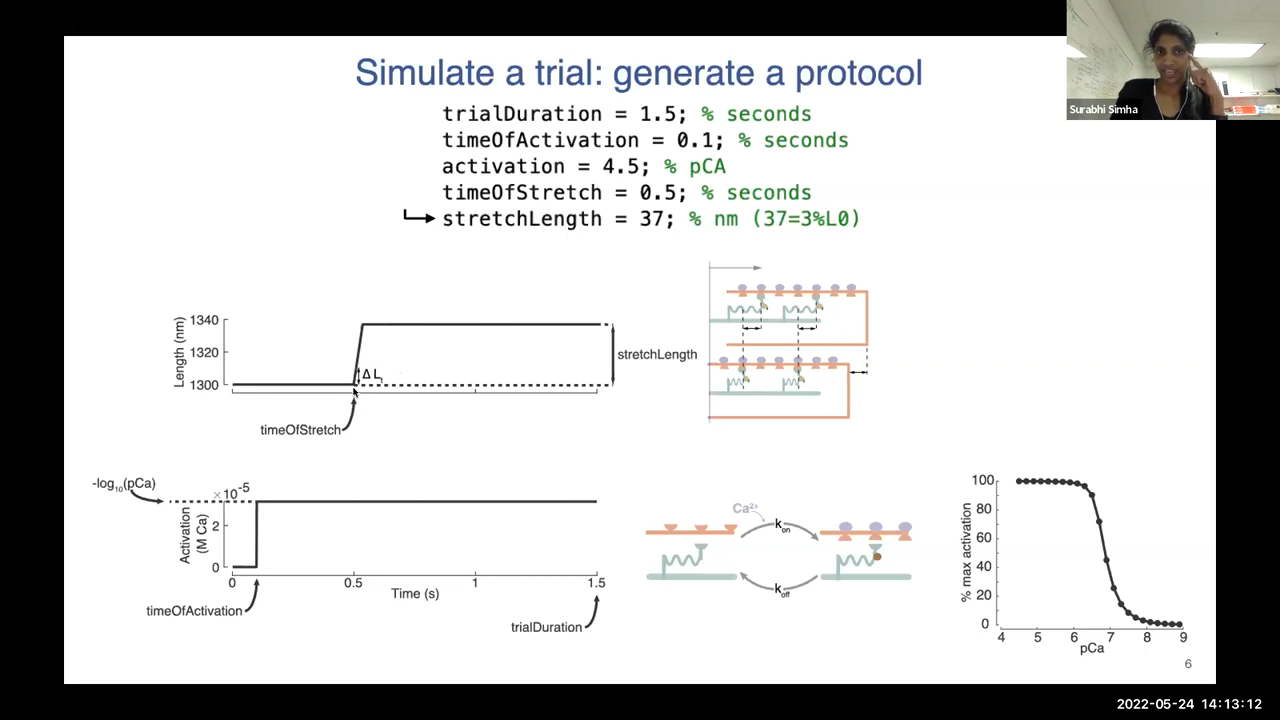 Simulate a trial: generate a protocol
Surabhi Simha
trialDuration = 1.5; % seconds
timeOfActivation = 0.1; % seconds
activation = 4.5; % pCA
timeOfStretch = 0.5; % seconds
stretchLength = 37; % nm (37=3%L0)
Length (nm)
1340
1320
1300
ΔL
stretchLength
timeOfStretch
-log10(pCa)
×10-5
Activation
(M Ca)
2
0
0
0.5
1
1.5
Time (s)
timeOfActivation
trialDuration
Ca2+
kon
koff
% max activation
100
80
60
40
20
0
4
5
6
7
8
9
pCa
6
2022-05-24 14:13:12